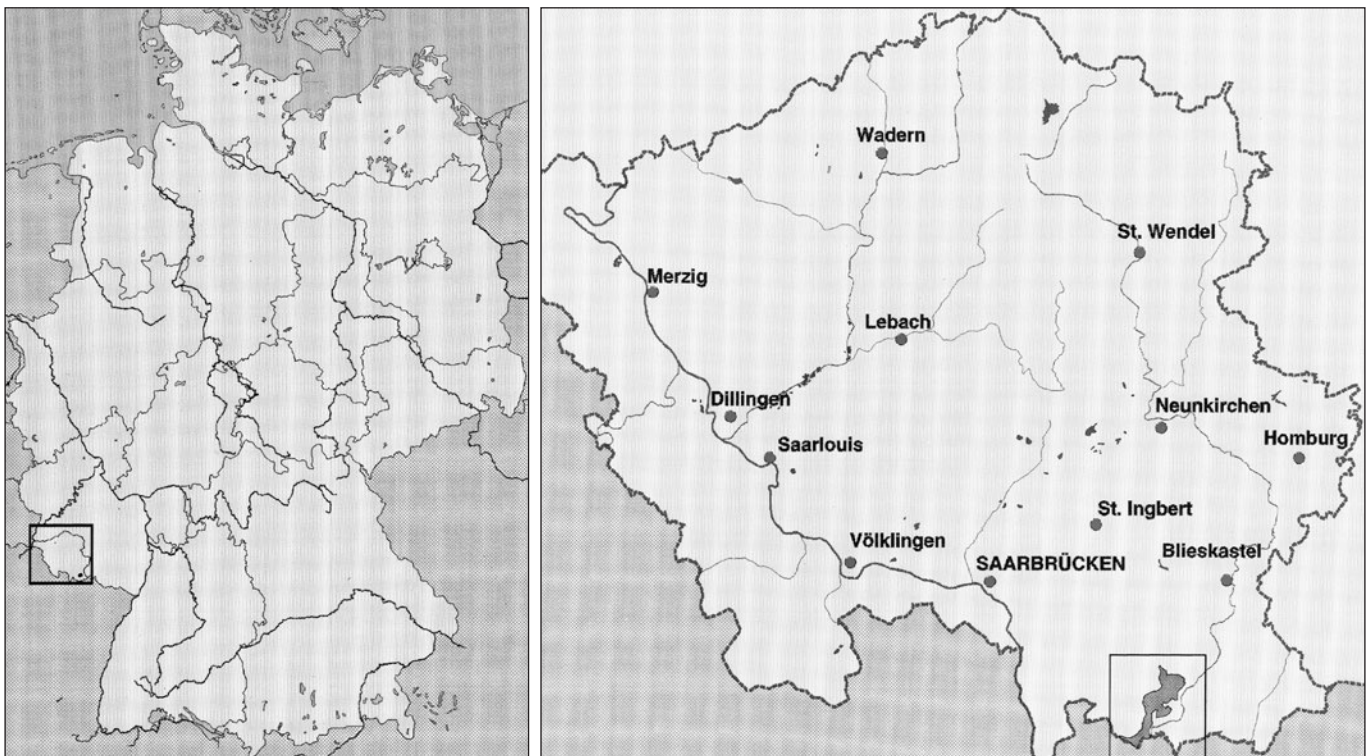 Wadern
St. Wendel
Merzig
Lebach
Dillingen
Neunkirchen
Saarlouis
Homburg
St. Ingbert
Völklingen
Blieskastel
SAARBRÜCKEN